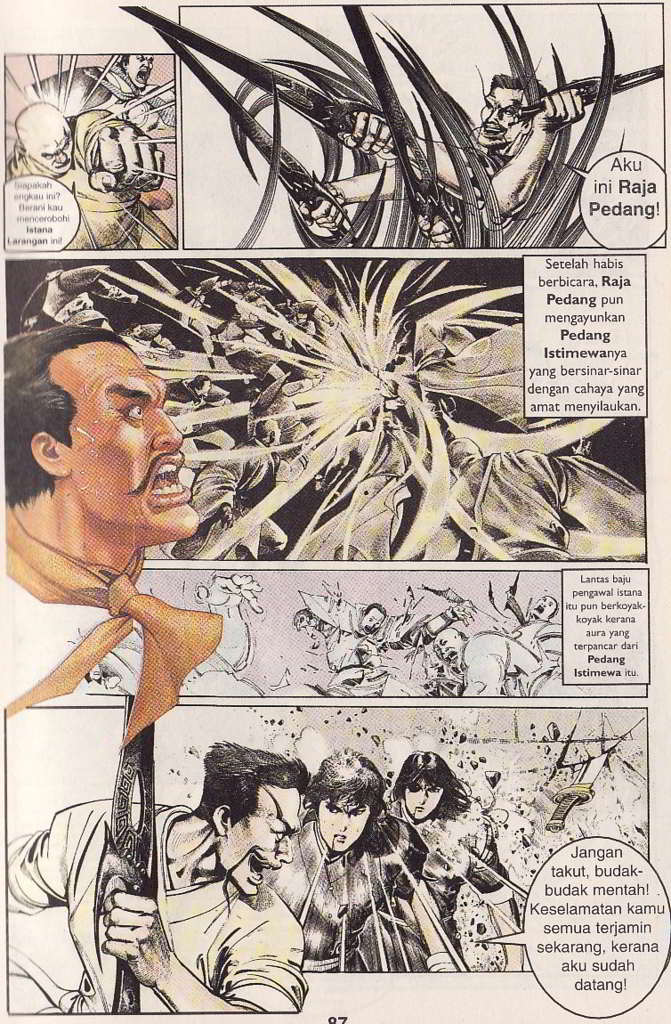 Siapakah
engkau ini?
Berani kau
mencerobohi
Istana
Larangan ini!
Aku
ini Raja
Pedang!
Setelah habis
berbicara, Raja
Pedang pun
mengayunkan
Pedang
Istimewanya
yang bersinar-sinar
dengan cahaya yang
amat menyilaukan.
Lantas baju
pengawal istana
itu pun berkoyak-
koyak kerana
aura yang
terpancar dari
Pedang
Istimewa itu.
Jangan
takut, budak-
budak mentah!
Keselamatan kamu
semua terjamin
sekarang, kerana
aku sudah
datang!
87